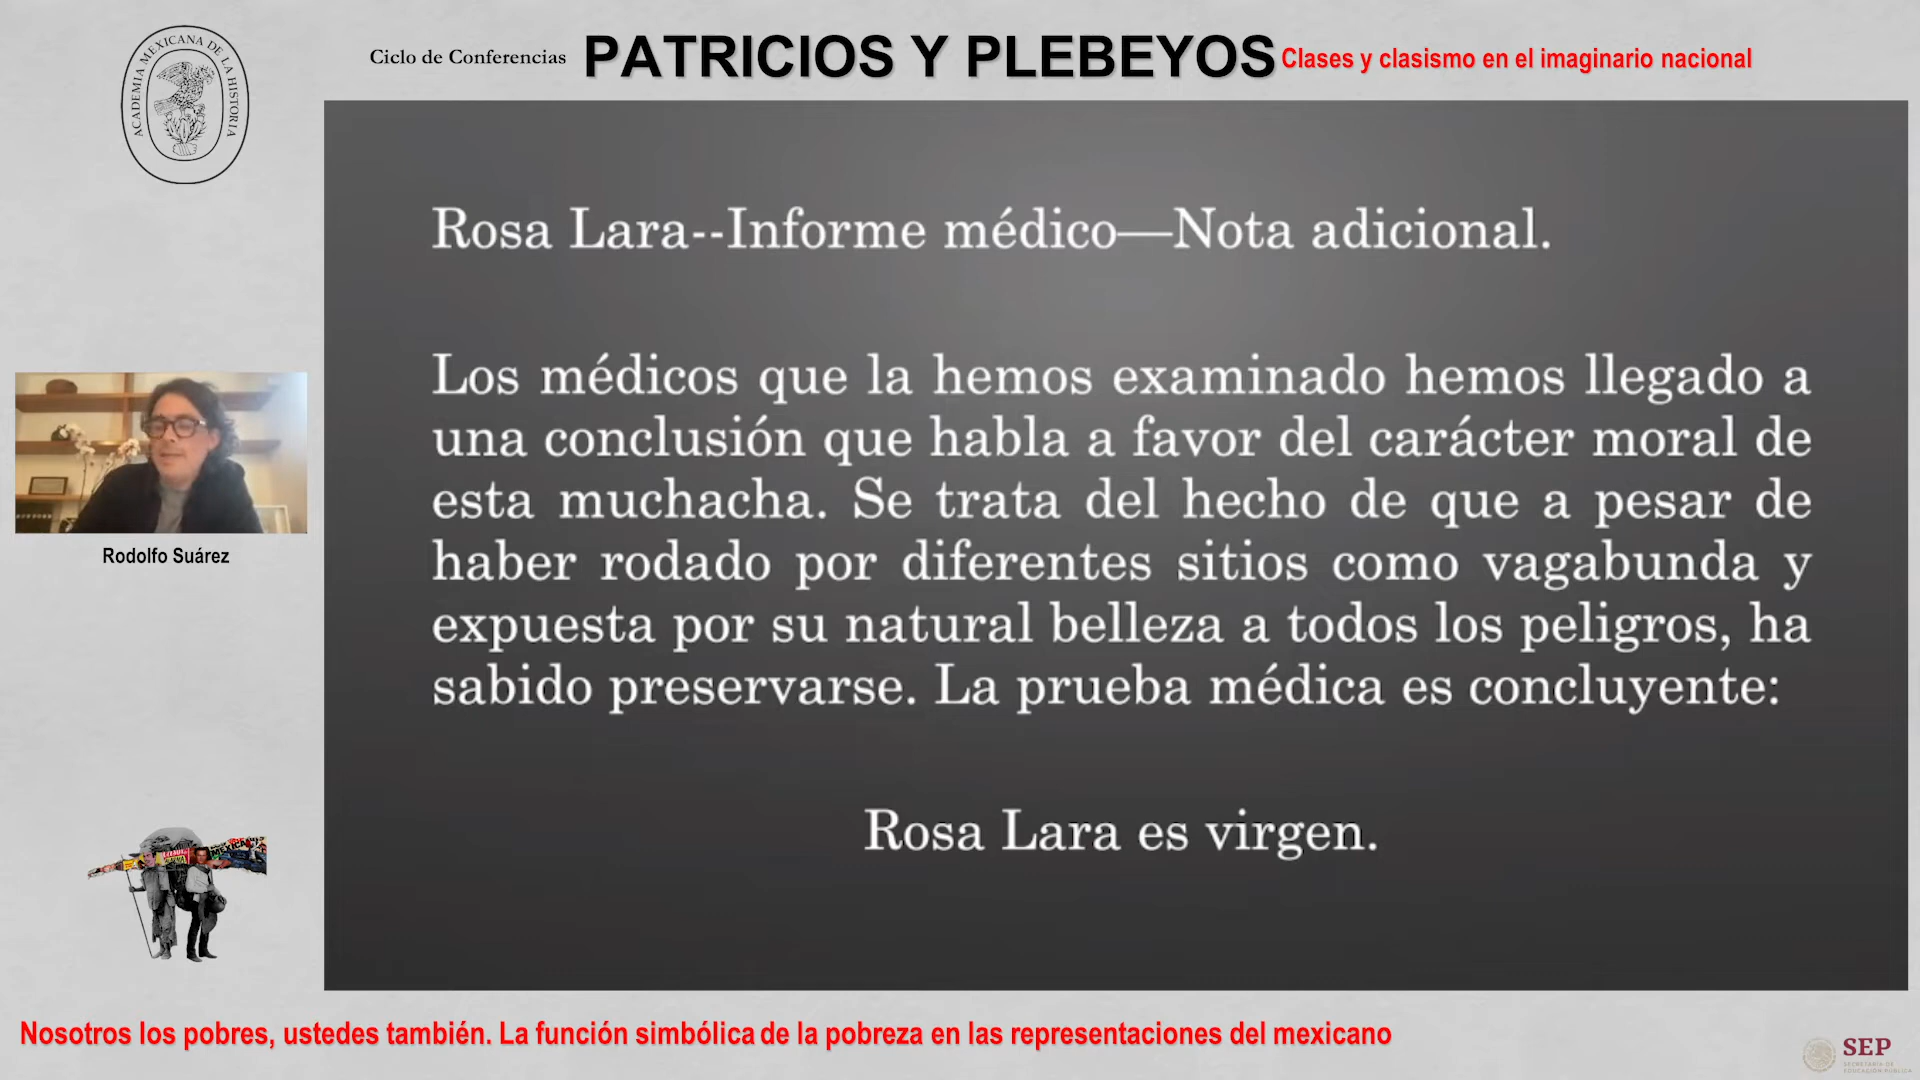 ACADEMIA MEXICANA DE LA HISTORIA
Ciclo de Conferencias PATRICIOS Y PLEBEYOS Clases y clasismo en el imaginario nacional
Rosa Lara--Informe médico—Nota adicional.
Los médicos que la hemos examinado hemos llegado a
una conclusión que habla a favor del carácter moral de
esta muchacha. Se trata del hecho de que a pesar de
haber rodado por diferentes sitios como vagabunda y
expuesta por su natural belleza a todos los peligros, ha
sabido preservarse. La prueba médica es concluyente:
Rosa Lara es virgen.
Rodolfo Suárez
Nosotros los pobres, ustedes también. La función simbólica de la pobreza en las representaciones del mexicano
SEP
SECRETARÍA DE
EDUCACIÓN PÚBLICA